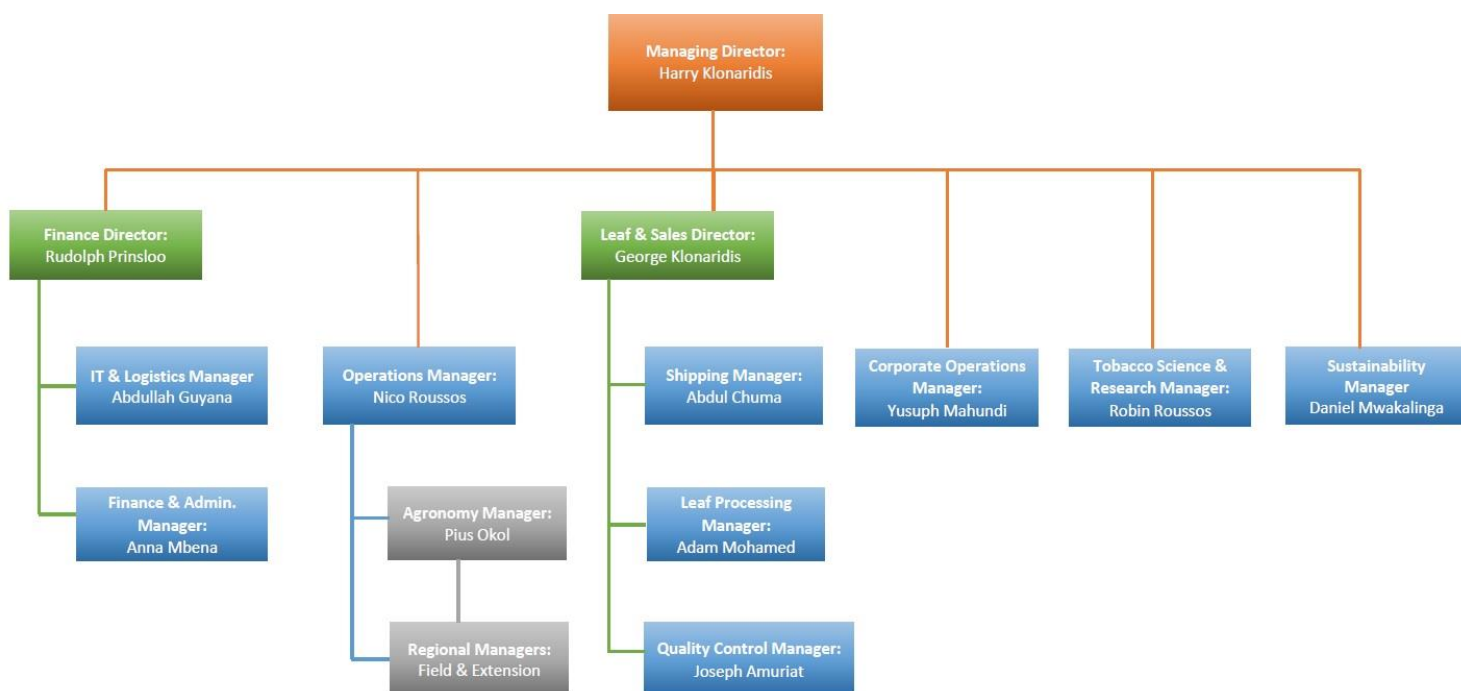 Managing Director:
Harry Klonaridis
Finance Director:
Rudolph Prinsloo
Leaf & Sales Director:
George Klonaridis
IT & Logistics Manager
Abdullah Guyana
Operations Manager:
Nico Roussos
Shipping Manager:
Abdul Chuma
Corporate Operations
Manager:
Yusuph Mahundi
Tobacco Science &
Research Manager:
Robin Roussos
Sustainability
Manager
Daniel Mwakalinga
Finance & Admin.
Manager:
Anna Mbena
Agronomy Manager:
Pius Okol
Leaf Processing
Manager:
Adam Mohamed
Regional Managers:
Field & Extension
Quality Control Manager:
Joseph Amuriat